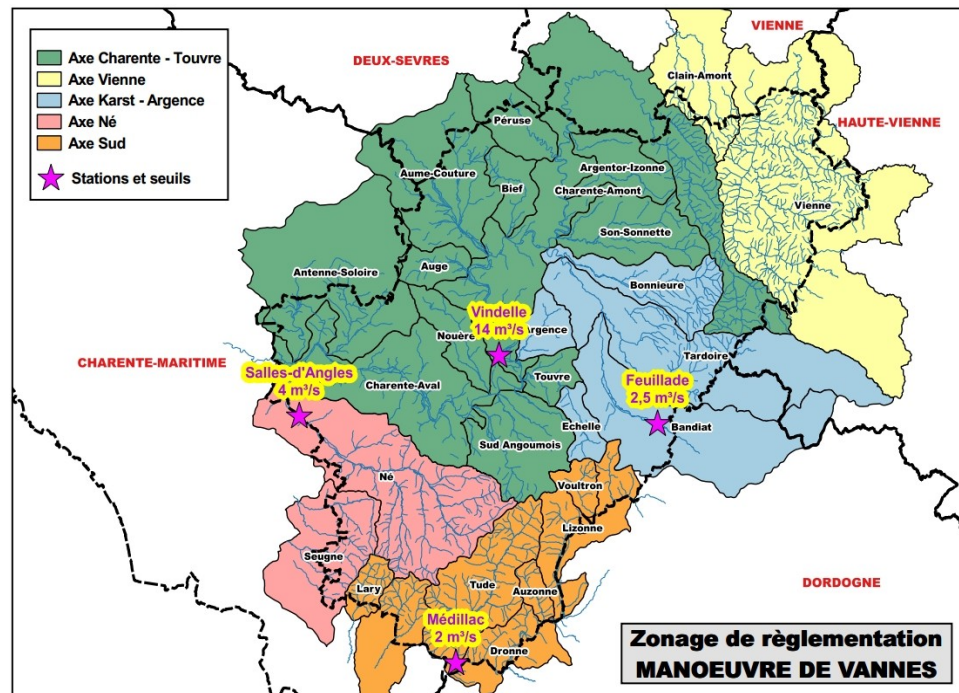 Axe Charente - Touvre
Axe Vienne
Axe Karst - Argence
Axe Né
Axe Sud
Stations et seuils
VIENNE
DEUX-SEVRES
HAUTE-VIENNE
CHARENTE-MARITIME
DORDOGNE
Clain-Amont
Péruse
Aume-Couture
Bief
Argentor-Izonne
Charente-Amont
Vienne
Son-Sonnette
Antenne-Soloire
Auge
Bonnieure
Vindelle
14 m³/s
Nouère
Argence
Tardoire
Salles-d'Angles
4 m³/s
Charente-Aval
Touvre
Feuillade
2,5 m³/s
Echelle
Bandiat
Sud Angoumois
Né
Voultron
Lizonne
Seugne
Lary
Tude
Auzonne
Médillac
2 m³/s
Dronne
Zonage de règlementation
MANOEUVRE DE VANNES